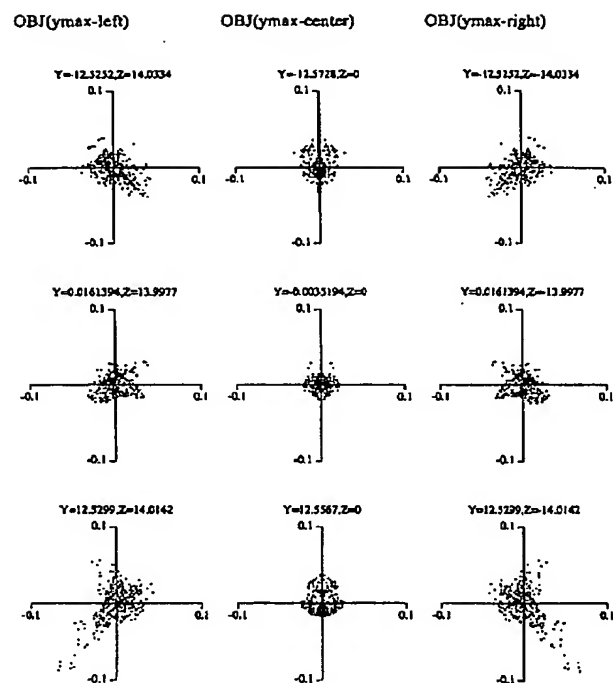 OBJ(ymax-left) OBJ(ymax-center) OBJ(ymax-right)
Y=-12.5252,Z=14.0334 Y=-12.5728,Z=0 Y=-12.5252,Z=-14.0334
0.1 0.1 0.1
-0.1 0.1 -0.1 0.1 -0.1 0.1
-0.1 -0.1 -0.1
Y=0.0161394,Z=13.9977 Y=-0.0035194,Z=0 Y=0.0161394,Z=-13.9977
0.1 0.1 0.1
-0.1 0.1 -0.1 0.1 -0.1 0.1
-0.1 -0.1 -0.1
Y=12.5299,Z=14.0142 Y=12.5567,Z=0 Y=12.5299,Z=-14.0142
0.1 0.1 0.1
-0.1 0.1 -0.1 0.1 -0.1 0.1
-0.1 -0.1 -0.1